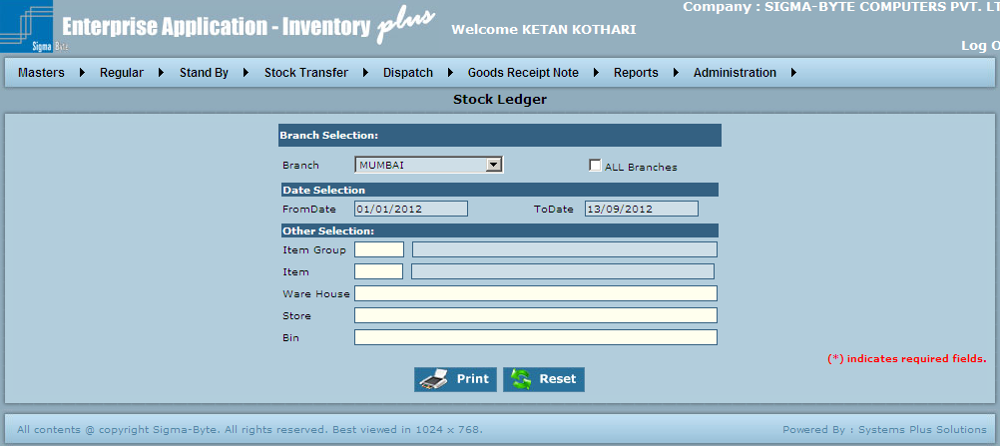 Company : SIGMA-BYTE COMPUTERS PVT. LT
Sigma Byte
Enterprise Application - Inventory plus
Welcome KETAN KOTHARI
Log O
Masters Regular Stand By Stock Transfer Dispatch Goods Receipt Note Reports Administration
Stock Ledger
Branch Selection:
Branch MUMBAI ALL Branches
Date Selection
FromDate 01/01/2012 ToDate 13/09/2012
Other Selection:
Item Group
Item
Ware House
Store
Bin
(*) indicates required fields.
Print Reset
All contents @ copyright Sigma-Byte. All rights reserved. Best viewed in 1024 x 768. Powered By : Systems Plus Solutions